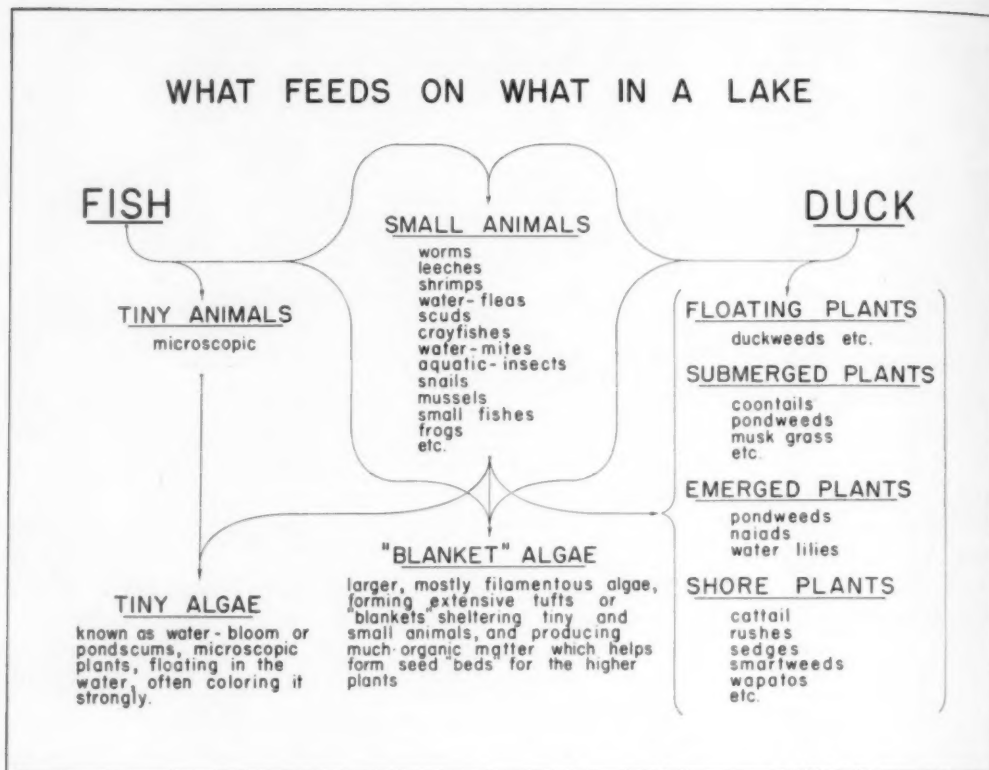 WHAT FEEDS ON WHAT IN A LAKE
FISH
DUCK
SMALL ANIMALS
worms
leeches
shrimps
water-fleas
scuds
crayfishes
water-mites
aquatic-insects
snails
mussels
small fishes
frogs
etc.
TINY ANIMALS
microscopic
FLOATING PLANTS
duckweeds etc.
SUBMERGED PLANTS
coontails
pondweeds
musk grass
etc.
EMERGED PLANTS
pondweeds
naiads
water lilies
SHORE PLANTS
cattail
rushes
sedges
smartweeds
wapatos
etc.
TINY ALGAE
known as water-bloom or
pondscums, microscopic
plants, floating in the
water, often coloring it
strongly.
"BLANKET" ALGAE
larger, mostly filamentous algae,
forming extensive tufts or
"blankets" sheltering tiny and
small animals, and producing
much organic matter which helps
form seed "beds" for the higher
plants